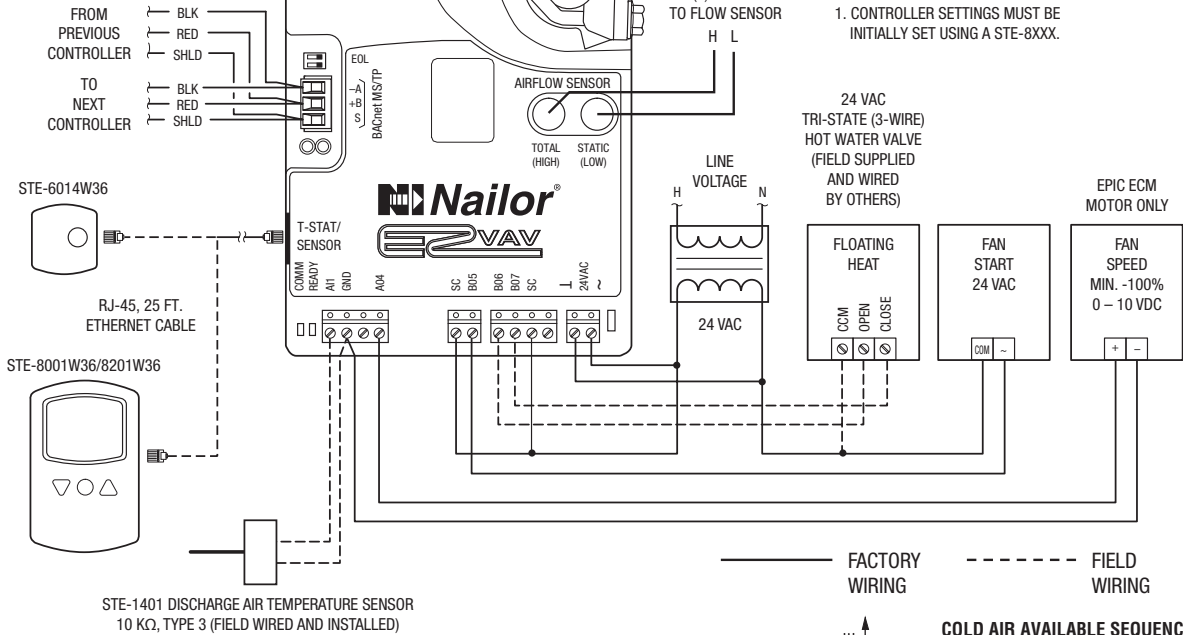 FROM
PREVIOUS
CONTROLLER
BLK
RED
SHLD
TO
NEXT
CONTROLLER
BLK
RED
SHLD
EOL
–A
+B
S
BACnet MS/TP
TO FLOW SENSOR
H L
1. CONTROLLER SETTINGS MUST BE
INITIALLY SET USING A STE-8XXX.
AIRFLOW SENSOR
TOTAL
(HIGH)
STATIC
(LOW)
Nailor®
EZ VAV
STE-6014W36
T-STAT/
SENSOR
RJ-45, 25 FT.
ETHERNET CABLE
STE-8001W36/8201W36
COMM
READY
AI1
GND
A04
SC
B05
B06
B07
SC
⊥
24VAC
~
LINE
VOLTAGE
H N
24 VAC
24 VAC
TRI-STATE (3-WIRE)
HOT WATER VALVE
(FIELD SUPPLIED
AND WIRED
BY OTHERS)
FLOATING
HEAT
CCM
OPEN
CLOSE
FAN
START
24 VAC
COM ~
EPIC ECM
MOTOR ONLY
FAN
SPEED
MIN. -100%
0 – 10 VDC
+ –
STE-1401 DISCHARGE AIR TEMPERATURE SENSOR
10 KΩ, TYPE 3 (FIELD WIRED AND INSTALLED)
FACTORY
WIRING
FIELD
WIRING
COLD AIR AVAILABLE SEQUENC